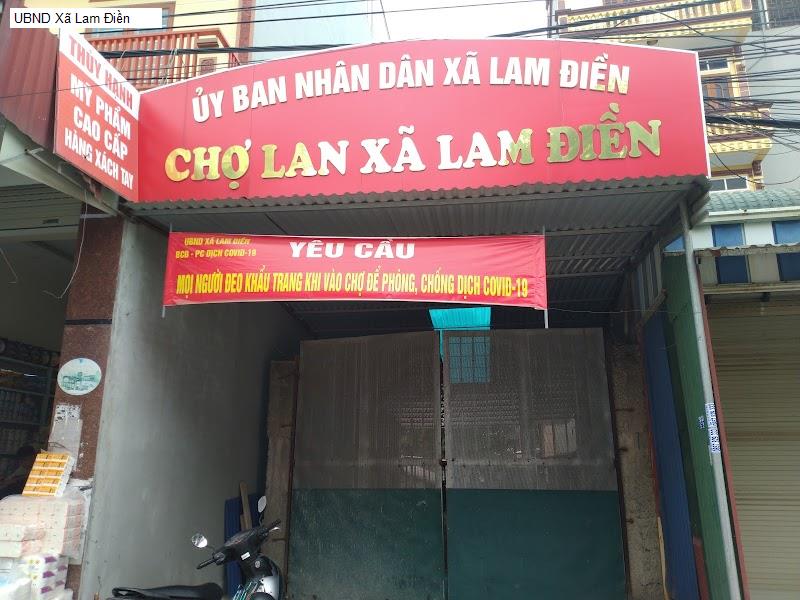 UBND Xã Lam Điền
THUÝ HẠNH
MỸ PHẨM
CAO CẤP
HÀNG XÁCH TAY
ỦY BAN NHÂN DÂN XÃ LAM ĐIỀN
CHỢ LAN XÃ LAM ĐIỀN
UBND XÃ LAM ĐIỀN
BCĐ - PC DỊCH COVID-19
YÊU CẦU
MỌI NGƯỜI ĐEO KHẨU TRANG KHI VÀO CHỢ ĐỂ PHÒNG, CHỐNG DỊCH COVID-19